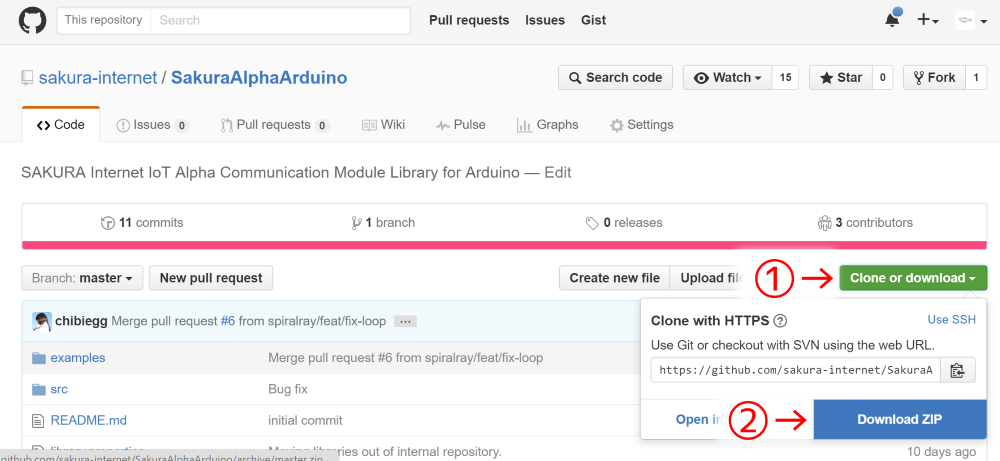 This repository Search Pull requests Issues Gist
sakura-internet / SakuraAlphaArduino Search code Watch 15 Star 0 Fork 1
Code Issues 0 Pull requests 0 Wiki Pulse Graphs Settings
SAKURA Internet IoT Alpha Communication Module Library for Arduino — Edit
11 commits 1 branch 0 releases 3 contributors
Branch: master New pull request Create new file Upload ① → Clone or download
chibiegg Merge pull request #6 from spiralray/feat/fix-loop ...
Clone with HTTPS ? Use SSH
Use Git or checkout with SVN using the web URL.
https://github.com/sakura-internet/SakuraA
Open ② → Download ZIP
examples Merge pull request #6 from spiralray/feat/fix-loop
src Bug fix
README.md initial commit
library.properties Moving libraries out of internal repository. 10 days ago
github.com/sakura-internet/SakuraAlphaArduino/archive/master.zip